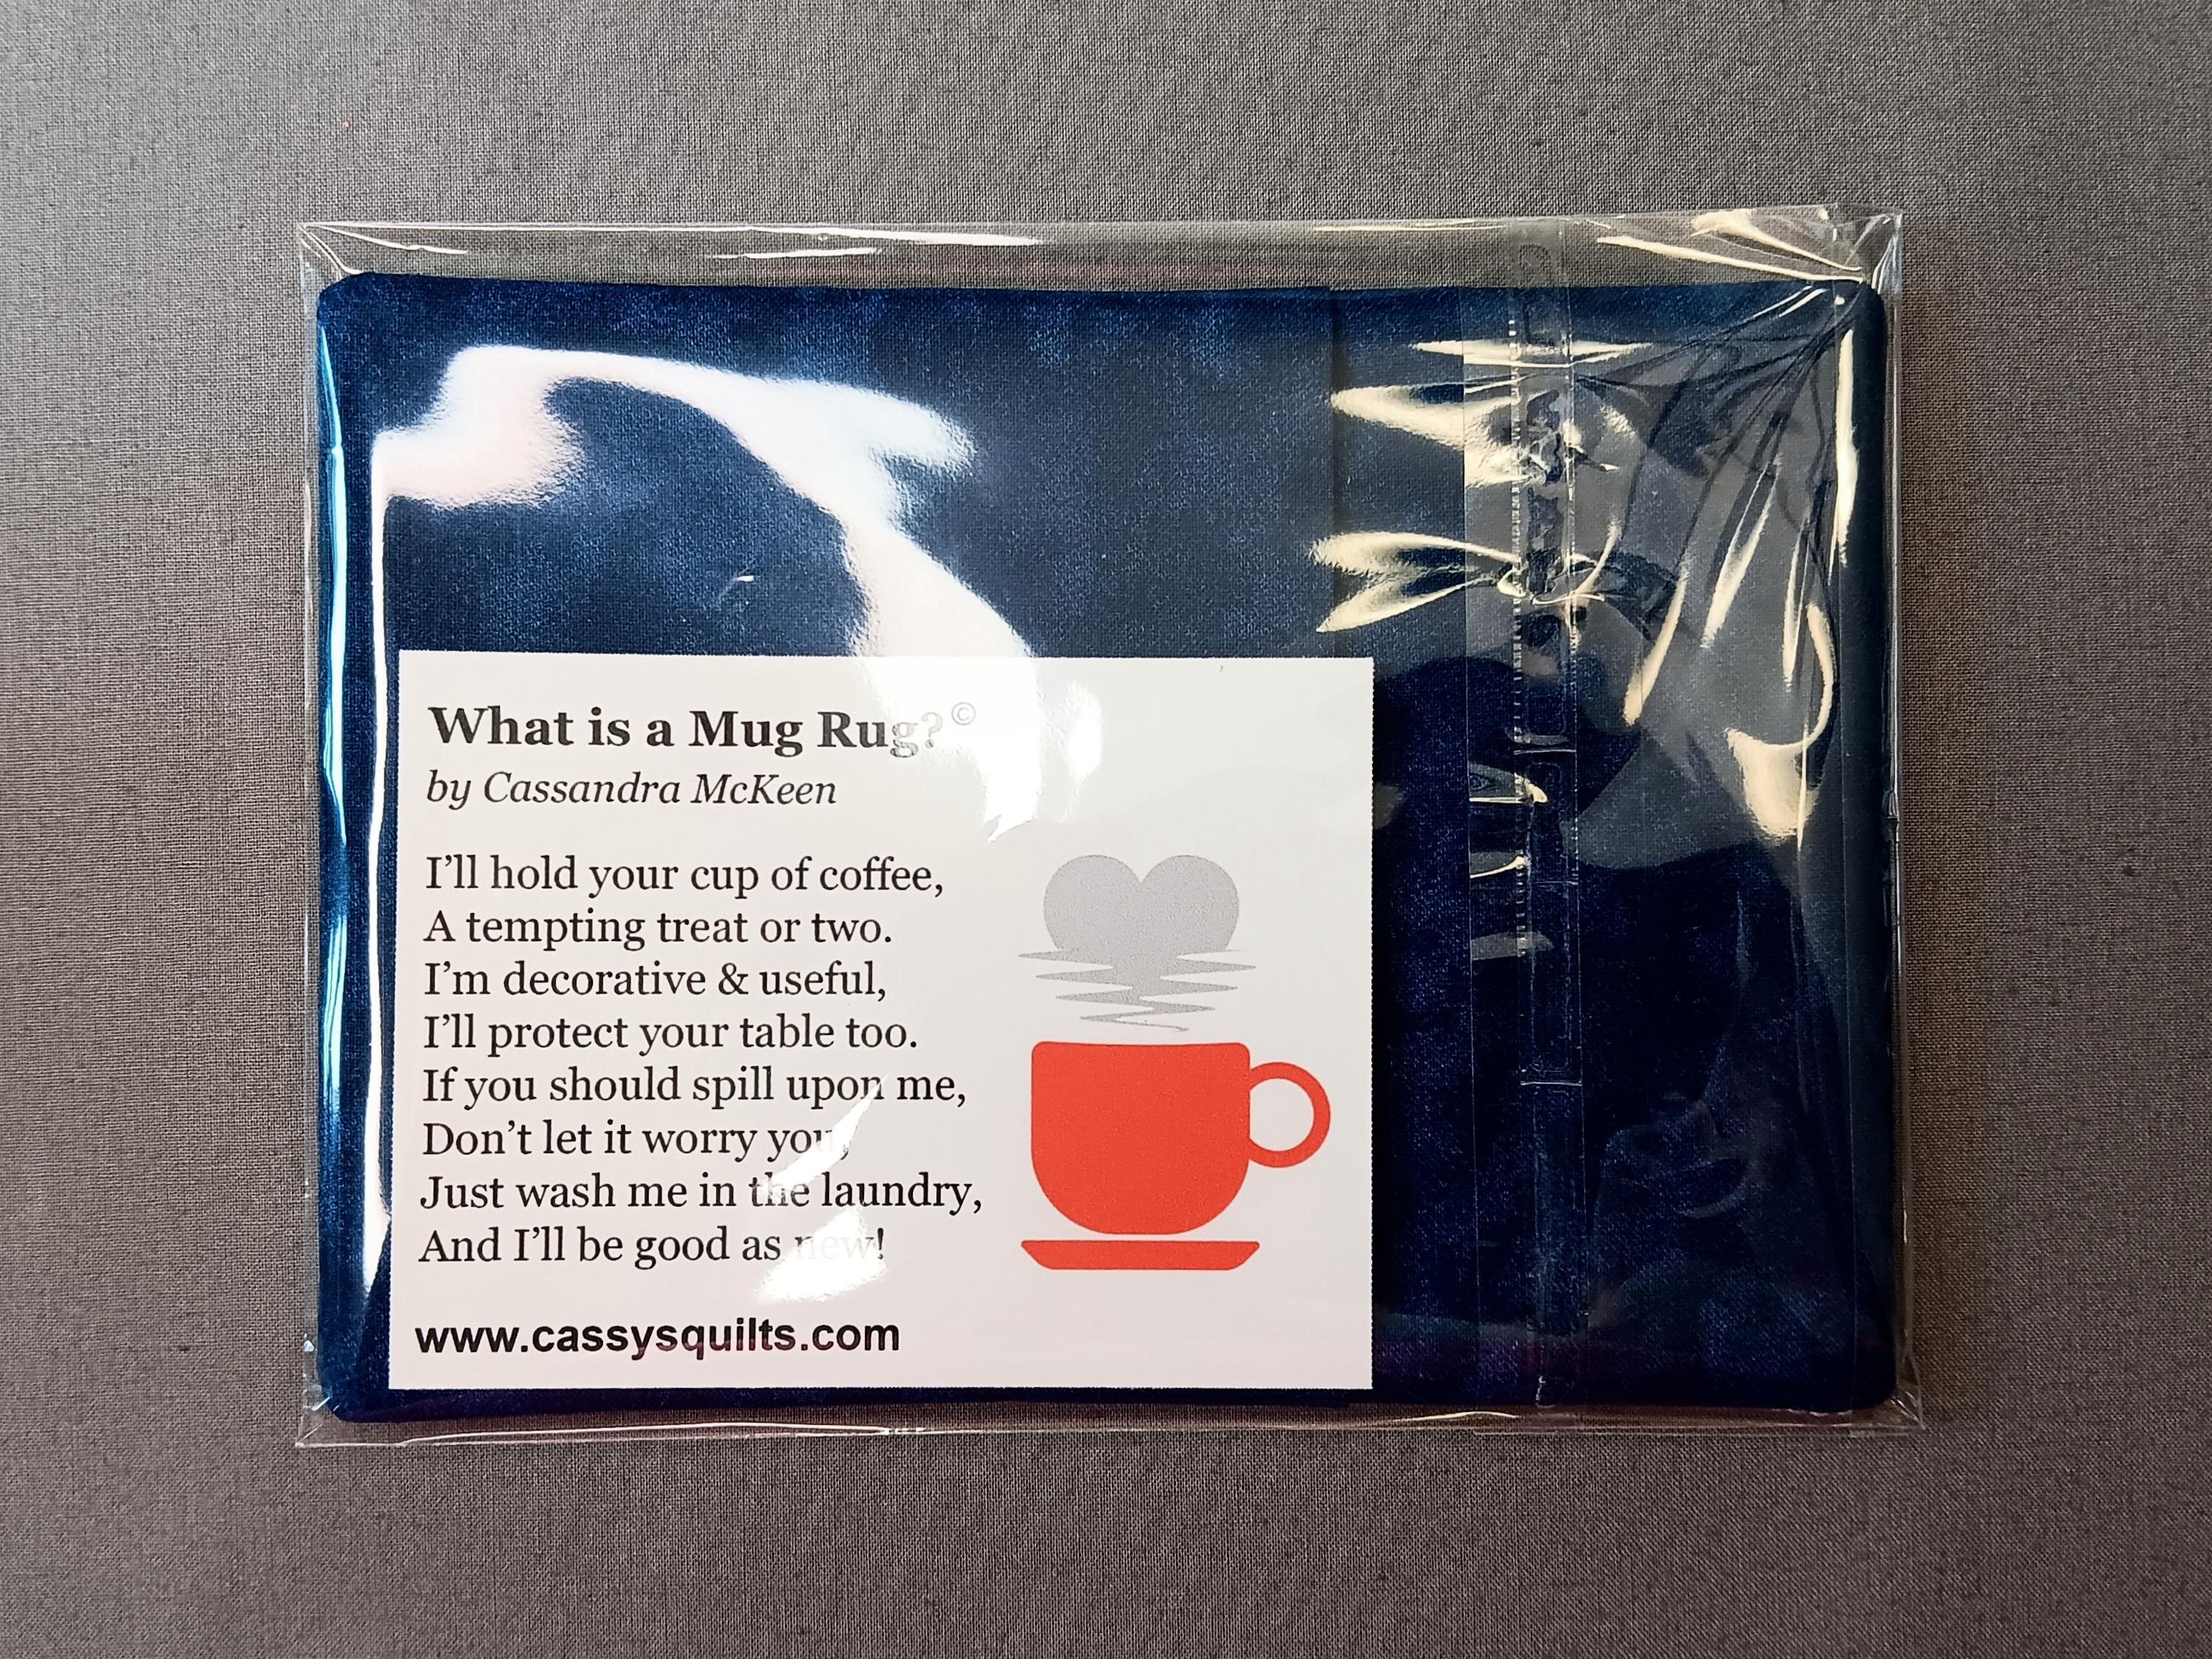 What is a Mug Rug?©
by Cassandra McKeen
I’ll hold your cup of coffee,
A tempting treat or two.
I’m decorative & useful,
I’ll protect your table too.
If you should spill upon me,
Don’t let it worry you,
Just wash me in the laundry,
And I’ll be good as new!
www.cassysquilts.com